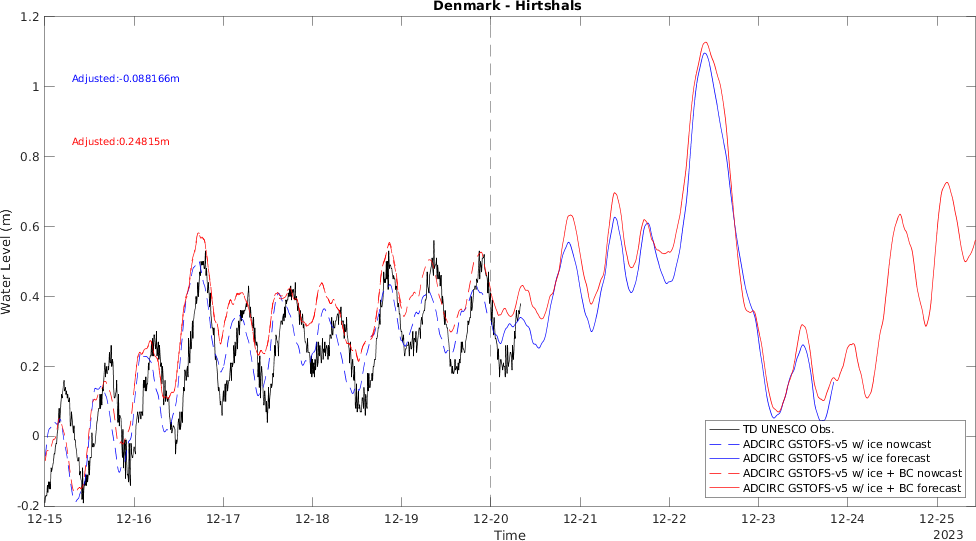 Denmark - Hirtshals
1.2
1
0.8
0.6
0.4
0.2
0
-0.2
Water Level (m)
Adjusted:-0.088166m
Adjusted:0.24815m
TD UNESCO Obs.
ADCIRC GSTOFS-v5 w/ ice nowcast
ADCIRC GSTOFS-v5 w/ ice forecast
ADCIRC GSTOFS-v5 w/ ice + BC nowcast
ADCIRC GSTOFS-v5 w/ ice + BC forecast
12-15 12-16 12-17 12-18 12-19 12-20 12-21 12-22 12-23 12-24 12-25
Time
2023